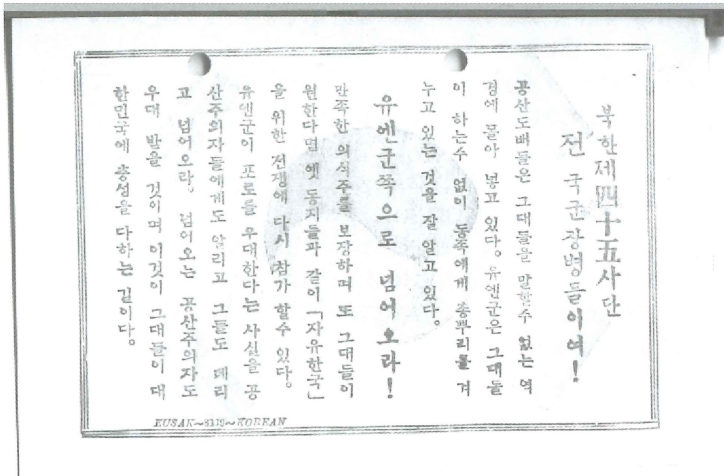 북한제四十五사단
전 국군장병들이여!
공산도배들은 그대들을 말할수 없는 역
경에 몰아 넣고 있다. 유엔군은 그대들
이 하는수 없이 동족에게 총뿌리를 겨
누고 있는 것을 잘 알고 있다.
유엔군쪽으로 넘어오라!
만족한 의식주를 보장하며 또 그대들이
원한다면 옛 동지들과 같이 「자유한국」
을 위한 전쟁에 다시 참가 할수 있다.
유엔군이 포로를 우대한다는 사실을 공
산주의자들에게도 알리고 그들도 데리
고 넘어오라. 넘어오는 공산주의자도
우대 받을 것이며 이것이 그대들이 대
한민국에 충성을 다하는 길이다.
EUSAK~8112~KOREAN